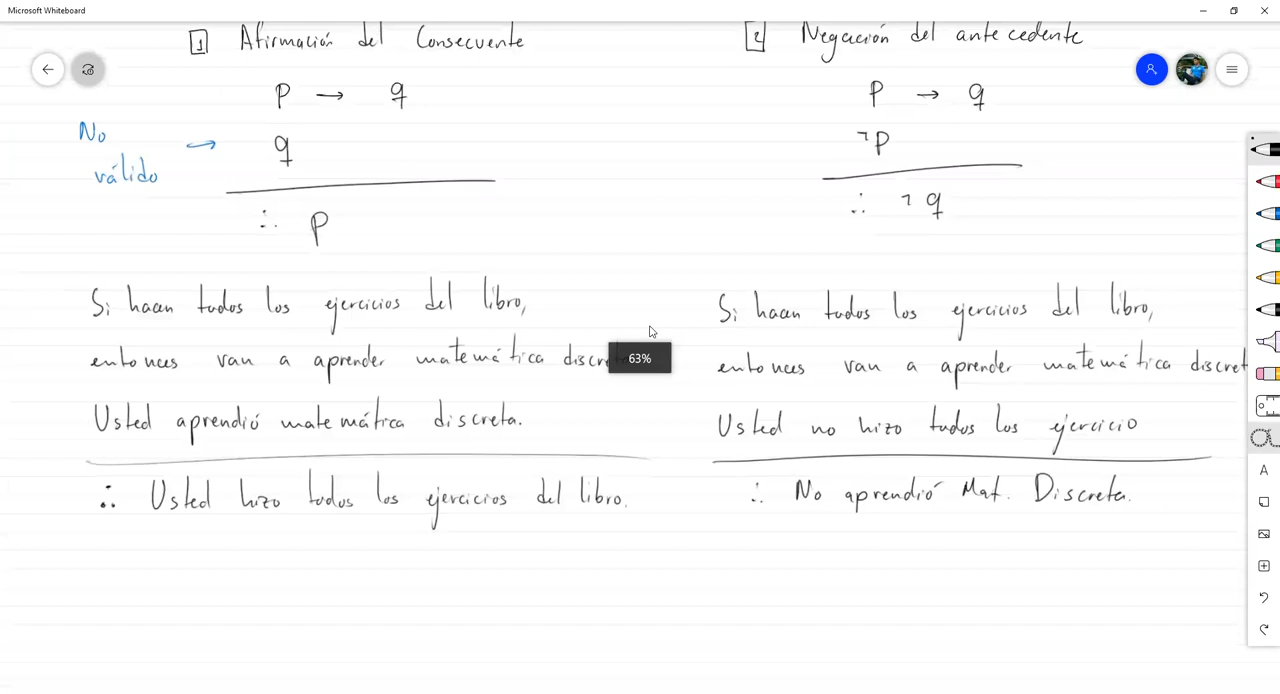 Microsoft Whiteboard
1 Afirmación del Consecuente
p → q
No válido → q
∴ p
Si hacen todos los ejercicios del libro,
entonces van a aprender matemática discret
63%
Usted aprendió matemática discreta.
∴ Usted hizo todos los ejercicios del libro.
2 Negación del antecedente
p → q
¬p
∴ ¬q
Si hacen todos los ejercicios del libro,
entonces van a aprender matemática discret
Usted no hizo todos los ejercicio
∴ No aprendió Mat. Discreta.
A